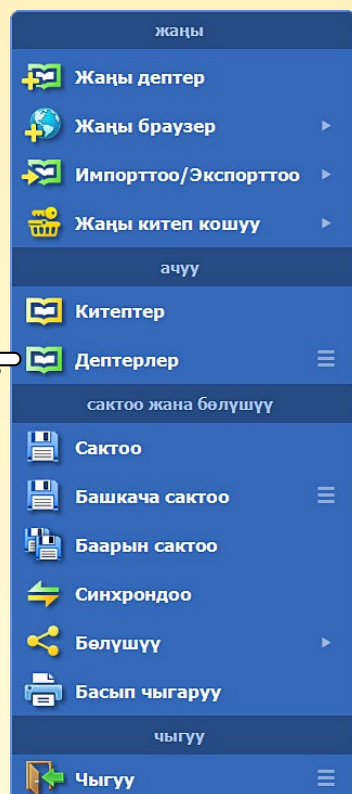 жаңы
Жаңы дептер
Жаңы браузер
Импорттоо/Экспорттоо
Жаңы китеп кошуу
ачуу
Китептер
Дептерлер
сактоо жана бөлүшүү
Сактоо
Башкача сактоо
Баарын сактоо
Синхрондоо
Бөлүшүү
Басып чыгаруу
чыгуу
Чыгуу